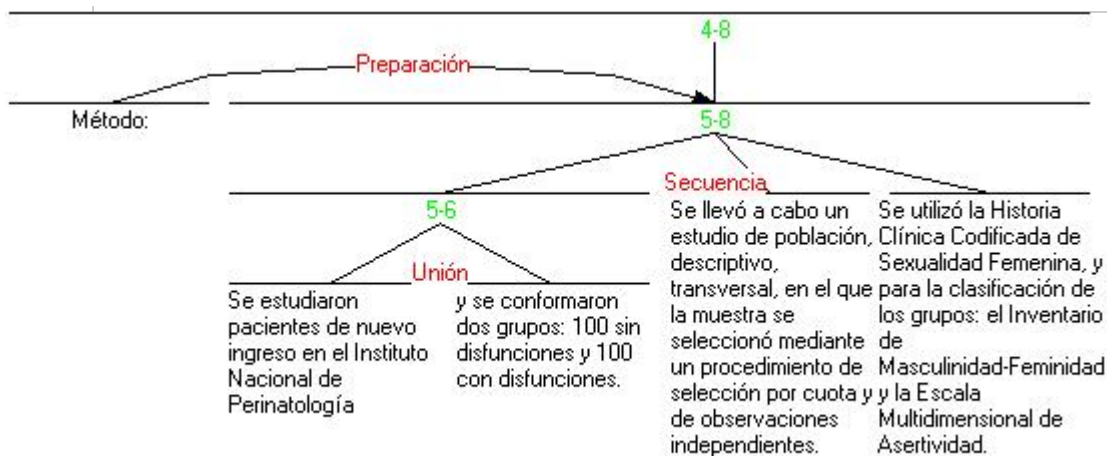 4-8
Preparación
Método:
5-8
Secuencia
5-6
Unión
Se estudiaron
pacientes de nuevo
ingreso en el Instituto
Nacional de
Perinatología
y se conformaron
dos grupos: 100 sin
disfunciones y 100
con disfunciones.
Se llevó a cabo un
estudio de población,
descriptivo,
transversal, en el que
la muestra se
seleccionó mediante
un procedimiento de
selección por cuota y
de observaciones
independientes.
Se utilizó la Historia
Clínica Codificada de
Sexualidad Femenina, y
para la clasificación de
los grupos: el Inventario
de
Masculinidad-Feminidad
y la Escala
Multidimensional de
Asertividad.